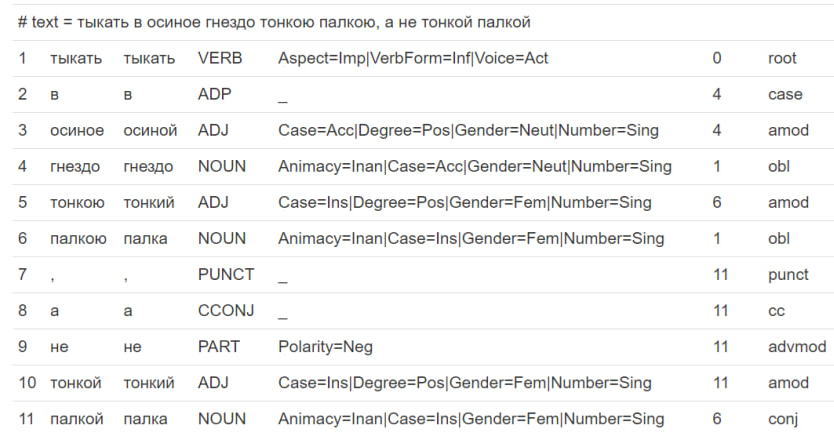 # text = тыкать в осиное гнездо тонкою палкою, а не тонкой палкой
1 тыкать тыкать VERB Aspect=Imp|VerbForm=Inf|Voice=Act 0 root
2 в в ADP _ 4 case
3 осиное осиной ADJ Case=Acc|Degree=Pos|Gender=Neut|Number=Sing 4 amod
4 гнездо гнездо NOUN Animacy=Inan|Case=Acc|Gender=Neut|Number=Sing 1 obl
5 тонкою тонкий ADJ Case=Ins|Degree=Pos|Gender=Fem|Number=Sing 6 amod
6 палкою палка NOUN Animacy=Inan|Case=Ins|Gender=Fem|Number=Sing 1 obl
7 , , PUNCT _ 11 punct
8 а а CCONJ _ 11 cc
9 не не PART Polarity=Neg 11 advmod
10 тонкой тонкий ADJ Case=Ins|Degree=Pos|Gender=Fem|Number=Sing 11 amod
11 палкой палка NOUN Animacy=Inan|Case=Ins|Gender=Fem|Number=Sing 6 conj